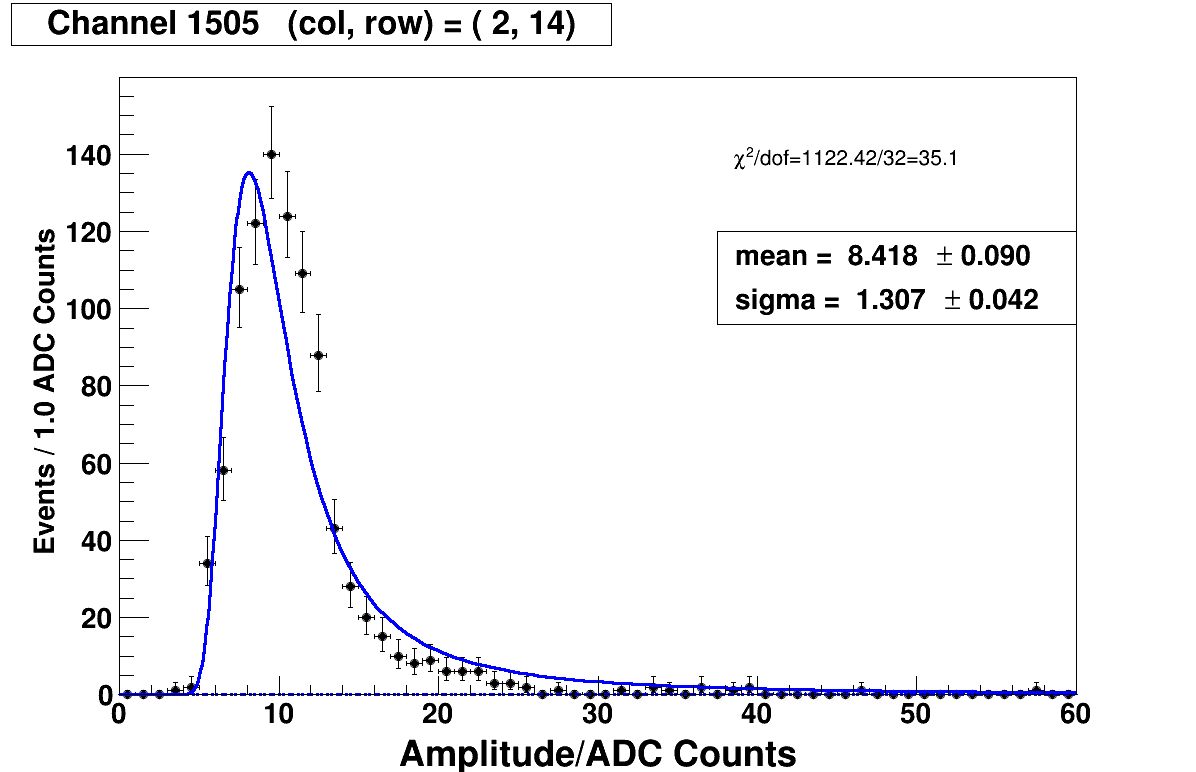 Channel 1505 (col, row) = ( 2, 14)
χ²/dof=1122.42/32=35.1
mean = 8.418 ± 0.090
sigma = 1.307 ± 0.042
Events / 1.0 ADC Counts
140
120
100
80
60
40
20
0
0 10 20 30 40 50 60
Amplitude/ADC Counts